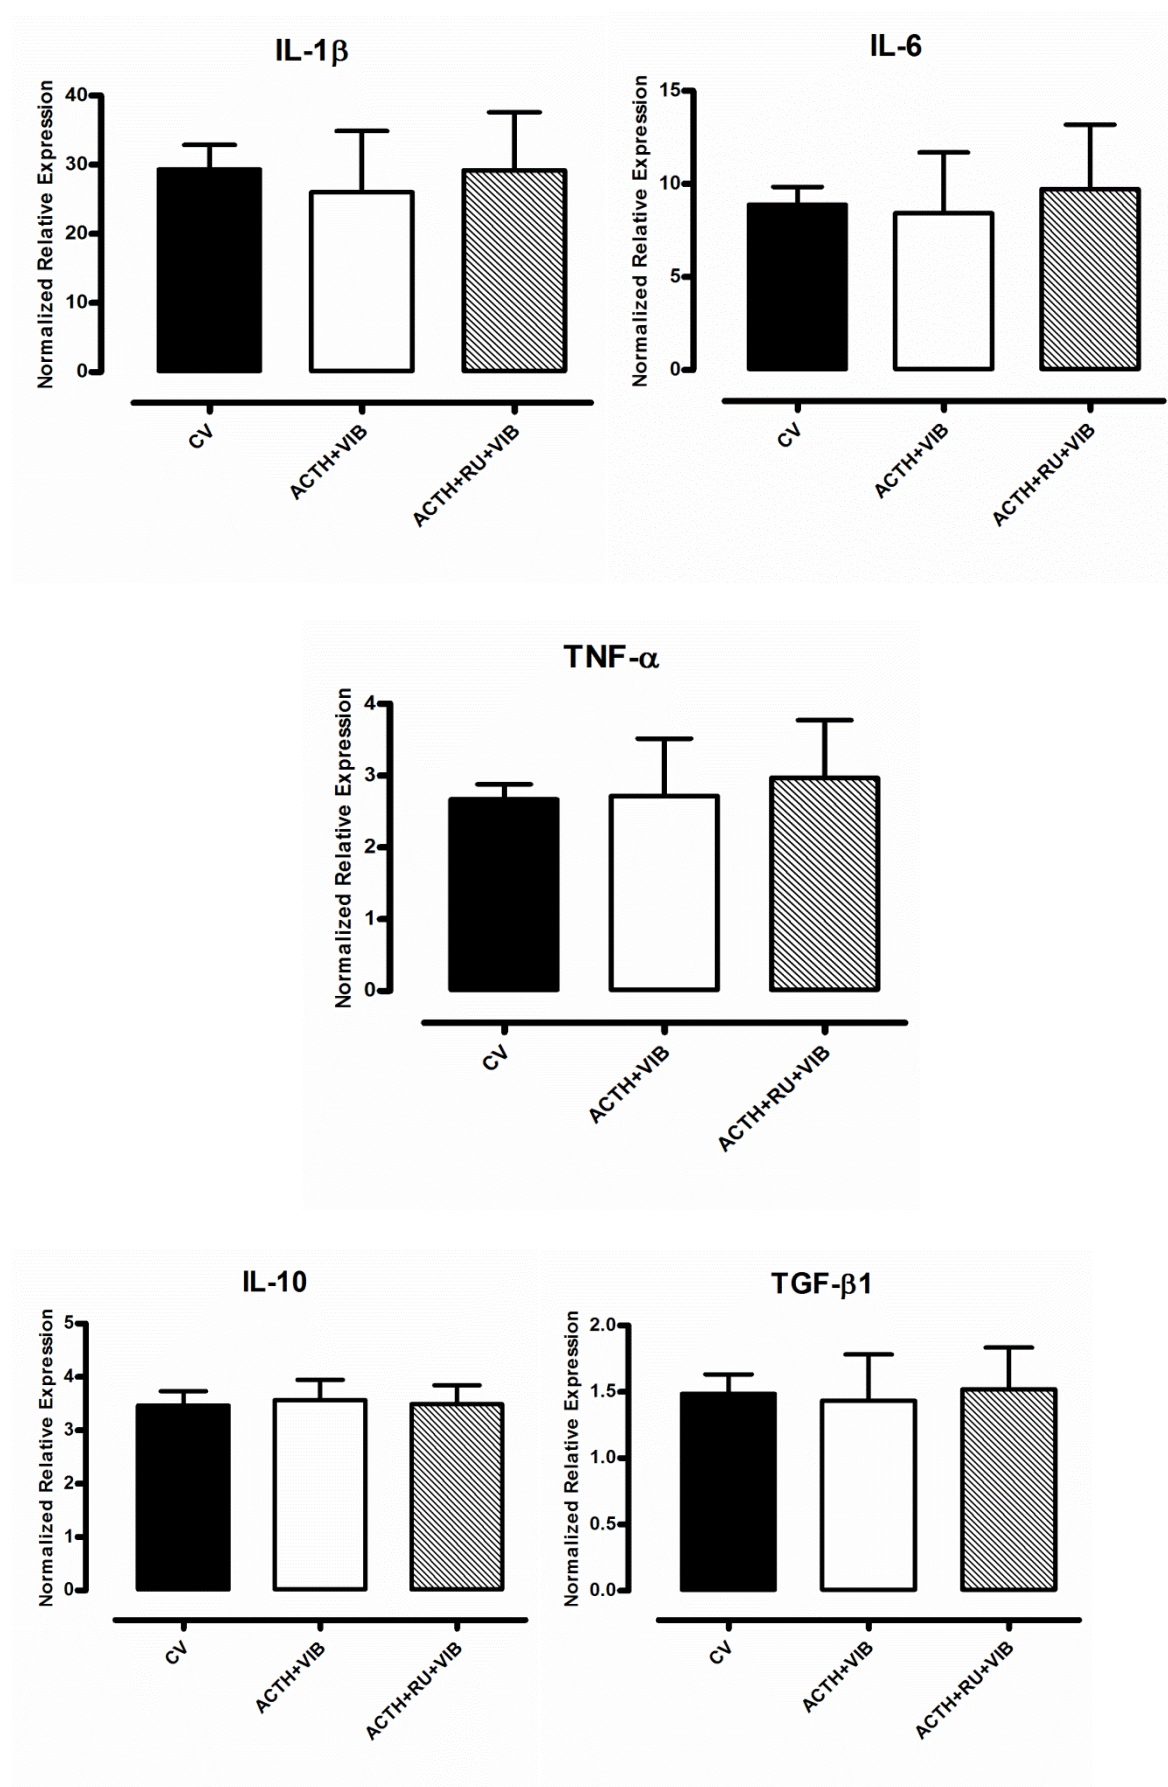 IL-1β
Normalized Relative Expression
40
30
20
10
0
CV
ACTH+VIB
ACTH+RU+VIB
IL-6
Normalized Relative Expression
15
10
5
0
CV
ACTH+VIB
ACTH+RU+VIB
TNF-α
Normalized Relative Expression
4
3
2
1
0
CV
ACTH+VIB
ACTH+RU+VIB
IL-10
Normalized Relative Expression
5
4
3
2
1
0
CV
ACTH+VIB
ACTH+RU+VIB
TGF-β1
Normalized Relative Expression
2.0
1.5
1.0
0.5
0.0
CV
ACTH+VIB
ACTH+RU+VIB